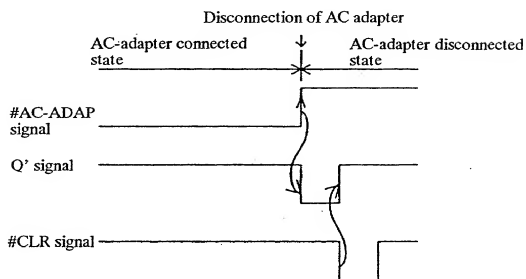 Disconnection of AC adapter
AC-adapter connected
state
AC-adapter disconnected
state
#AC-ADAP
signal
Q' signal
#CLR signal